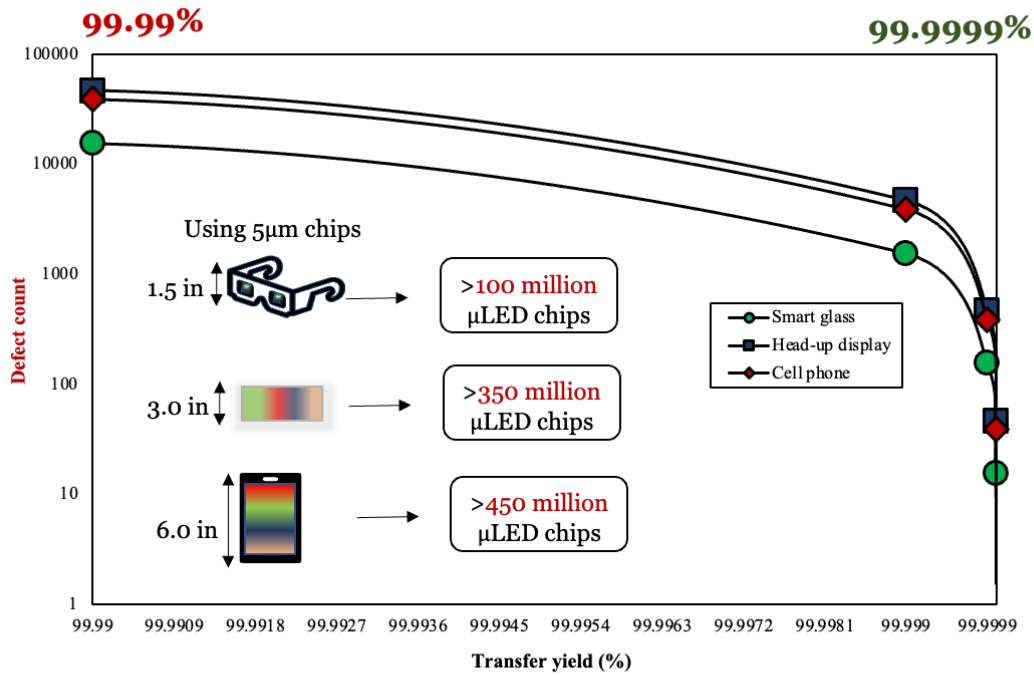 99.99%
99.9999%
100000
10000
1000
100
10
1
Defect count
Using 5µm chips
1.5 in
>100 million
µLED chips
3.0 in
>350 million
µLED chips
6.0 in
>450 million
µLED chips
Smart glass
Head-up display
Cell phone
99.99 99.9909 99.9918 99.9927 99.9936 99.9945 99.9954 99.9963 99.9972 99.9981 99.999 99.9999
Transfer yield (%)